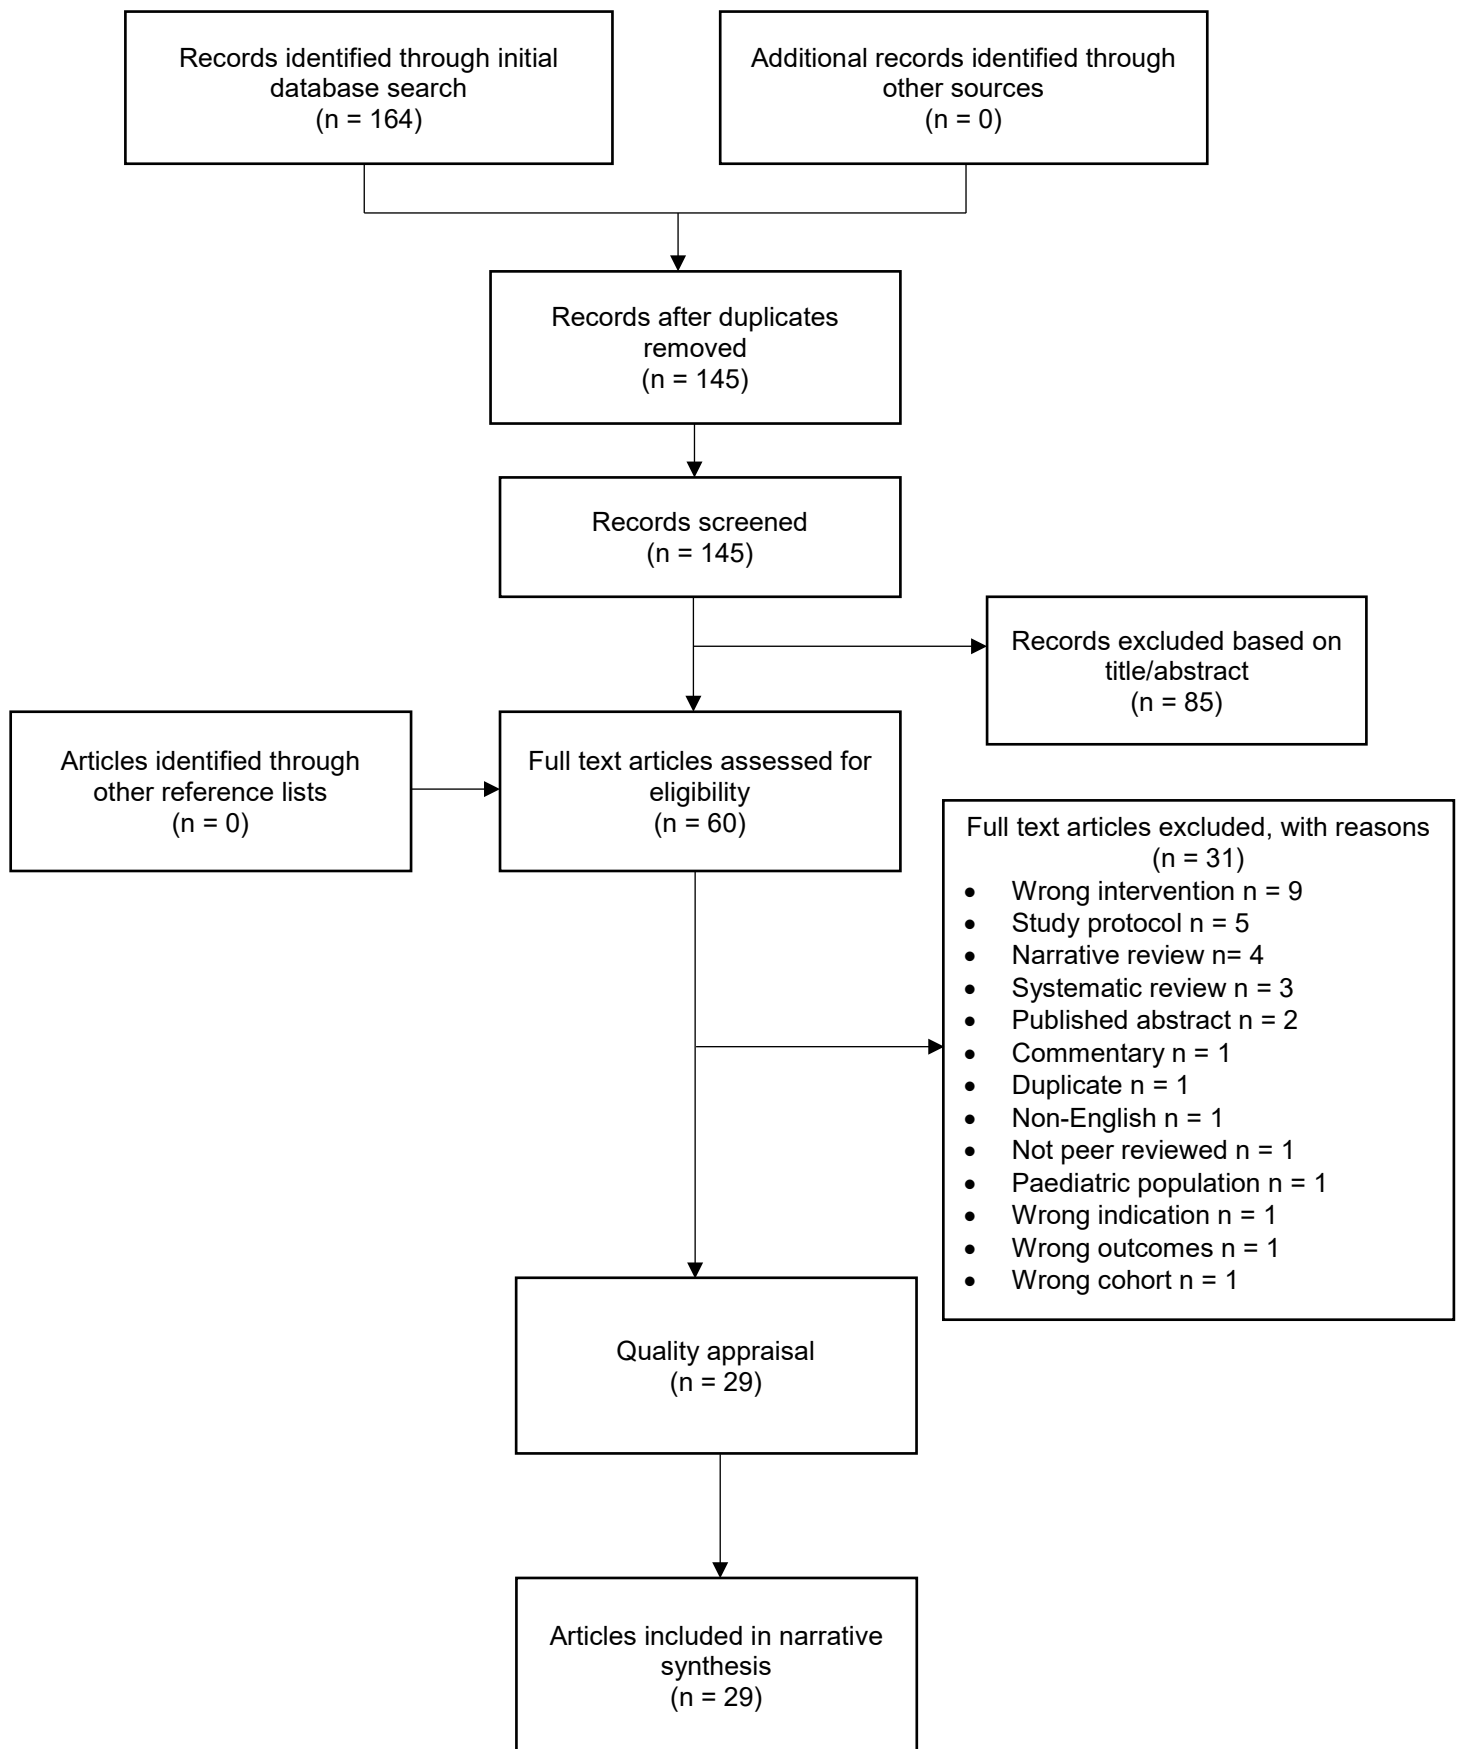 Records identified through initial
database search
(n = 164)
Additional records identified through
other sources
(n = 0)
Records after duplicates
removed
(n = 145)
Records screened
(n = 145)
Records excluded based on
title/abstract
(n = 85)
Articles identified through
other reference lists
(n = 0)
Full text articles assessed for
eligibility
(n = 60)
Full text articles excluded, with reasons
(n = 31)
• Wrong intervention n = 9
• Study protocol n = 5
• Narrative review n= 4
• Systematic review n = 3
• Published abstract n = 2
• Commentary n = 1
• Duplicate n = 1
• Non-English n = 1
• Not peer reviewed n = 1
• Paediatric population n = 1
• Wrong indication n = 1
• Wrong outcomes n = 1
• Wrong cohort n = 1
Quality appraisal
(n = 29)
Articles included in narrative
synthesis
(n = 29)